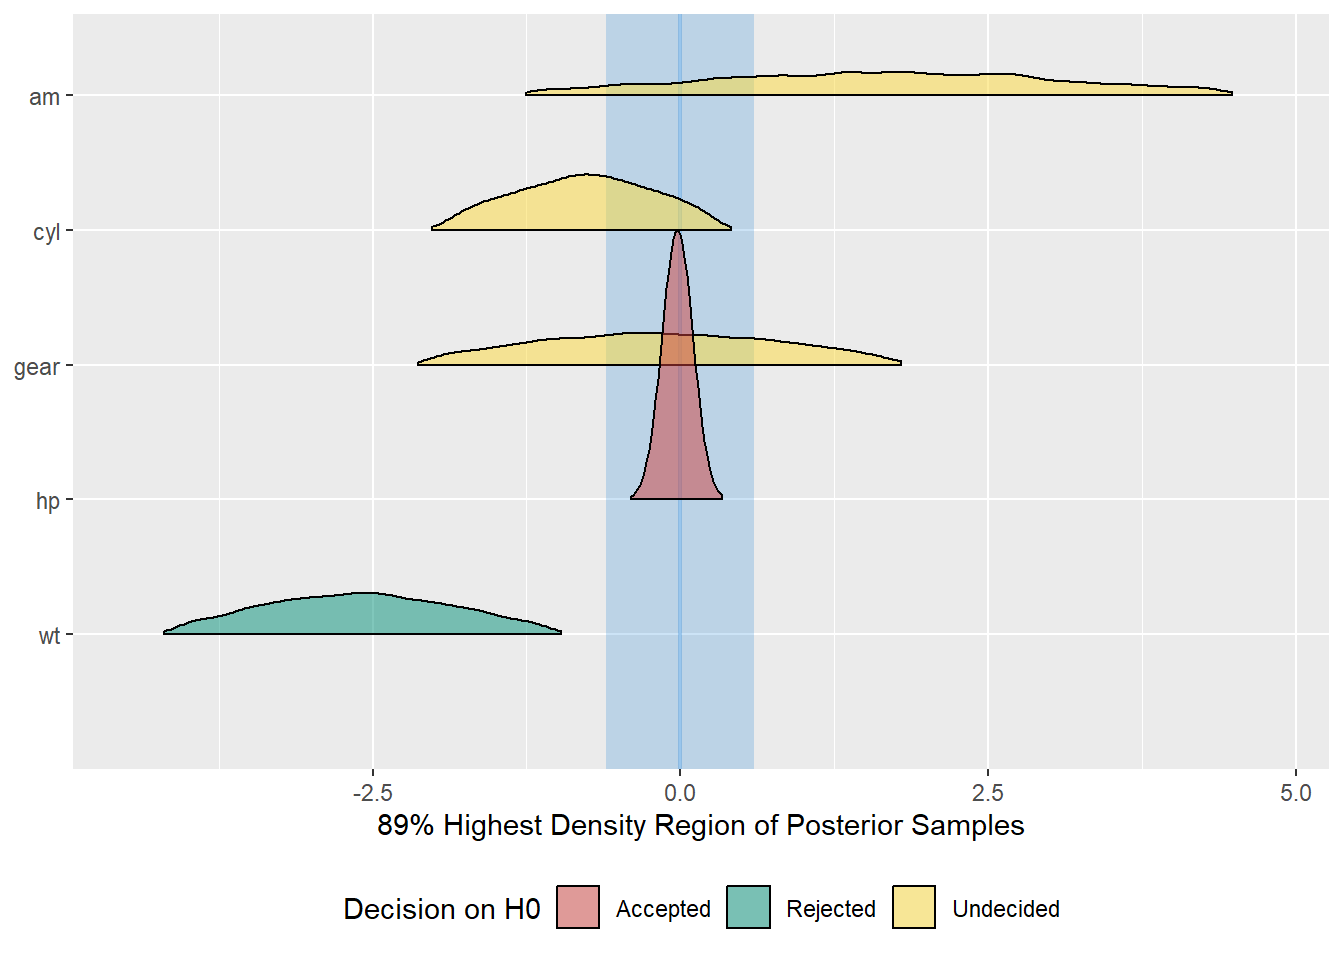 am
cyl
gear
hp
wt
-2.5 0.0 2.5 5.0
89% Highest Density Region of Posterior Samples
Decision on H0 Accepted Rejected Undecided